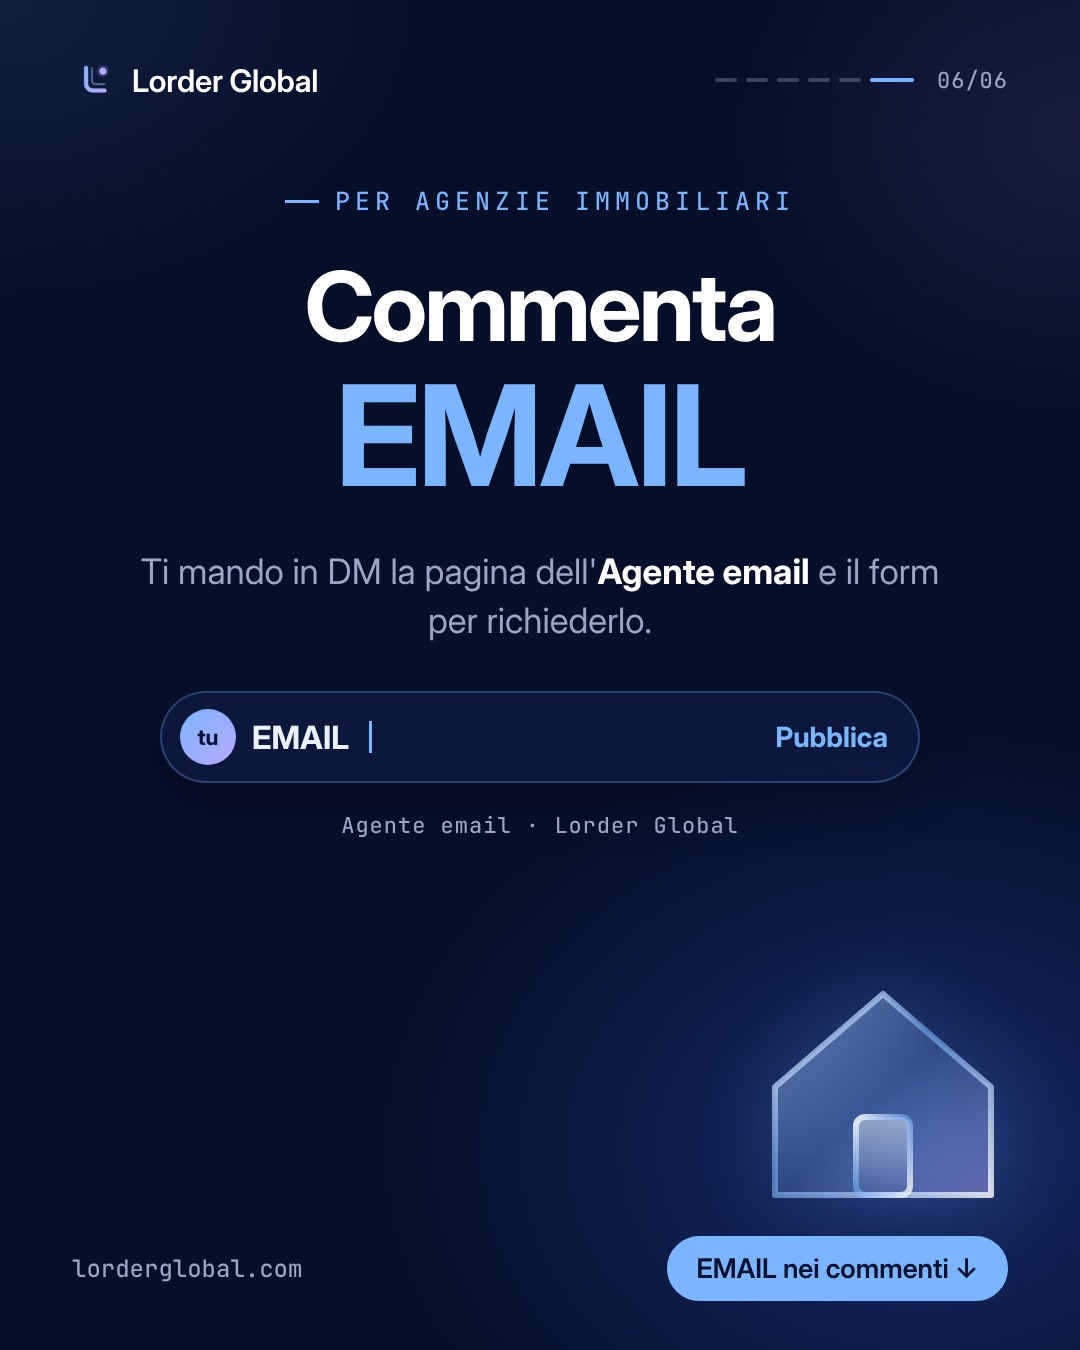 Lorder Global
06/06
— PER AGENZIE IMMOBILIARI
Commenta
EMAIL
Ti mando in DM la pagina dell'Agente email e il form
per richiederlo.
tu EMAIL Pubblica
Agente email · Lorder Global
lorderglobal.com
EMAIL nei commenti ↓